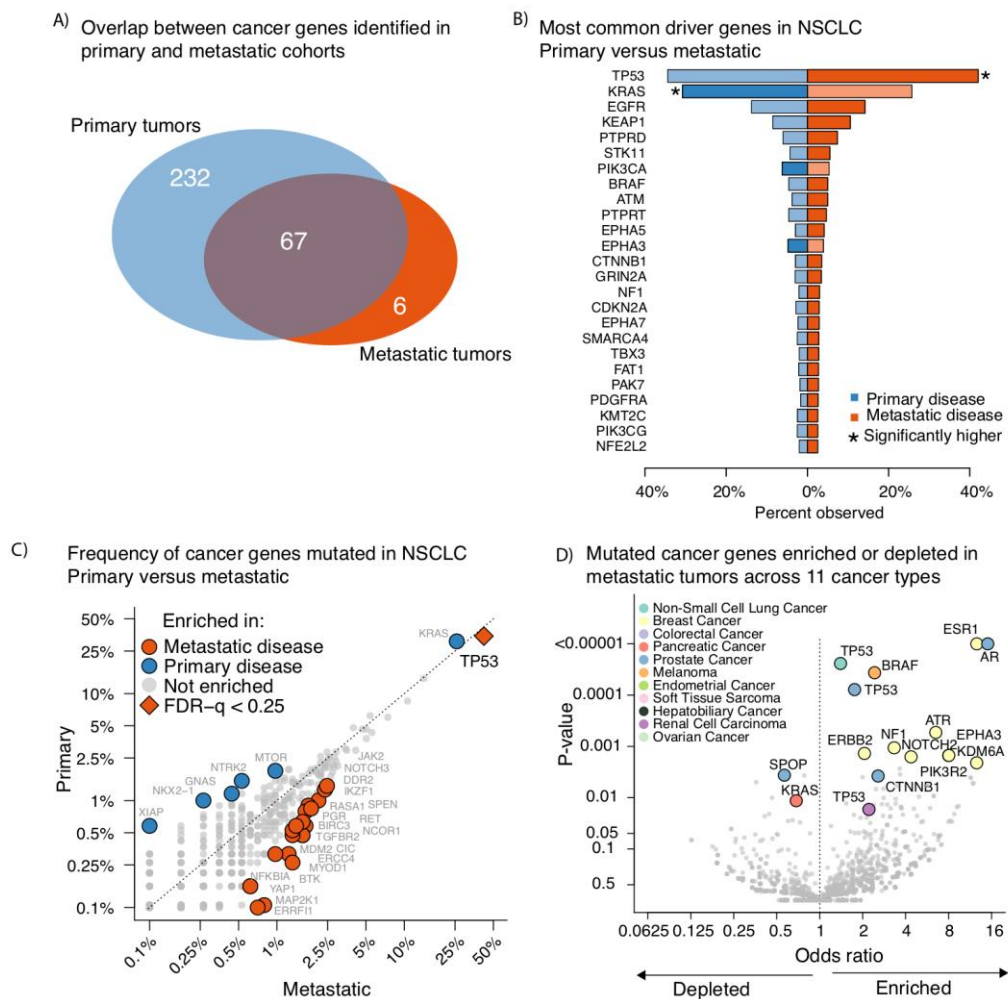 A) Overlap between cancer genes identified in
primary and metastatic cohorts
Primary tumors
232
67
6
Metastatic tumors
B) Most common driver genes in NSCLC
Primary versus metastatic
TP53
*
KRAS
*
EGFR
KEAP1
PTPRD
STK11
PIK3CA
BRAF
ATM
PTPRT
EPHA5
EPHA3
CTNNB1
GRIN2A
NF1
CDKN2A
EPHA7
SMARCA4
TBX3
FAT1
PAK7
PDGFRA
KMT2C
PIK3CG
NFE2L2
Primary disease
Metastatic disease
* Significantly higher
40% 20% 0% 20% 40%
Percent observed
C) Frequency of cancer genes mutated in NSCLC
Primary versus metastatic
Enriched in:
Metastatic disease
Primary disease
Not enriched
FDR-q < 0.25
50%
25%
10%
5%
2.5%
1%
0.5%
0.25%
0.1%
Primary
KRAS
TP53
MTOR
NTRK2
GNAS
NKX2-1
XIAP
JAK2
NOTCH3
DDR2
IKZF1
RASA1 SPEN
PGR RET
BIRC3 NCOR1
TGFBR2
MDM2 CIC
ERCC4
MYOD1
NFKBIA BTK
YAP1
MAP2K1
ERRFI1
0.1% 0.25% 0.5% 1% 2.5% 5% 10% 25% 50%
Metastatic
D) Mutated cancer genes enriched or depleted in
metastatic tumors across 11 cancer types
Non-Small Cell Lung Cancer
Breast Cancer
Colorectal Cancer
Pancreatic Cancer
Prostate Cancer
Melanoma
Endometrial Cancer
Soft Tissue Sarcoma
Hepatobiliary Cancer
Renal Cell Carcinoma
Ovarian Cancer
<0.00001
0.0001
0.001
0.01
0.05
0.1
0.5
P-value
ESR1
AR
TP53
BRAF
TP53
ATR
EPHA3
NF1
ERBB2
NOTCH2
KDM6A
PIK3R2
SPOP
CTNNB1
KRAS
TP53
0.0625 0.125 0.25 0.5 1 2 4 8 16
Odds ratio
Depleted Enriched